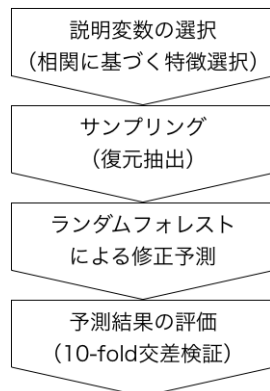 説明変数の選択
（相関に基づく特徴選択）
サンプリング
（復元抽出）
ランダムフォレスト
による修正予測
予測結果の評価
（10-fold交差検証）